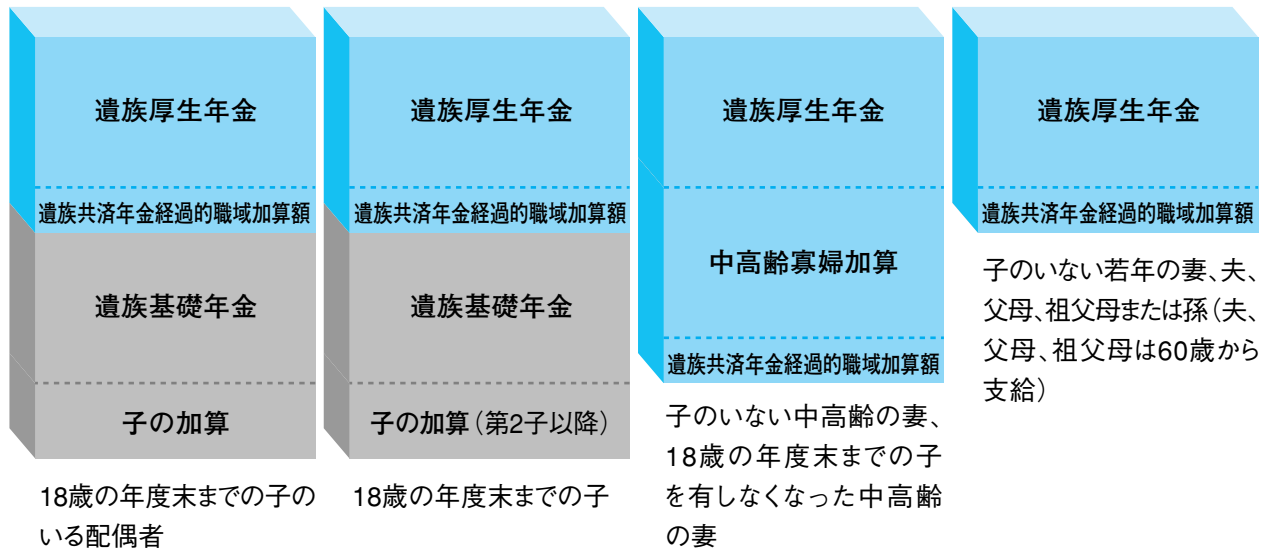 遺族厚生年金
遺族共済年金経過的職域加算額
遺族基礎年金
子の加算
18歳の年度末までの子の
いる配偶者
遺族厚生年金
遺族共済年金経過的職域加算額
遺族基礎年金
子の加算（第2子以降）
18歳の年度末までの子
遺族厚生年金
中高齢寡婦加算
遺族共済年金経過的職域加算額
子のいない中高齢の妻、
18歳の年度末までの子
を有しなくなった中高齢
の妻
遺族厚生年金
遺族共済年金経過的職域加算額
子のいない若年の妻、夫、
父母、祖父母または孫（夫、
父母、祖父母は60歳から
支給）